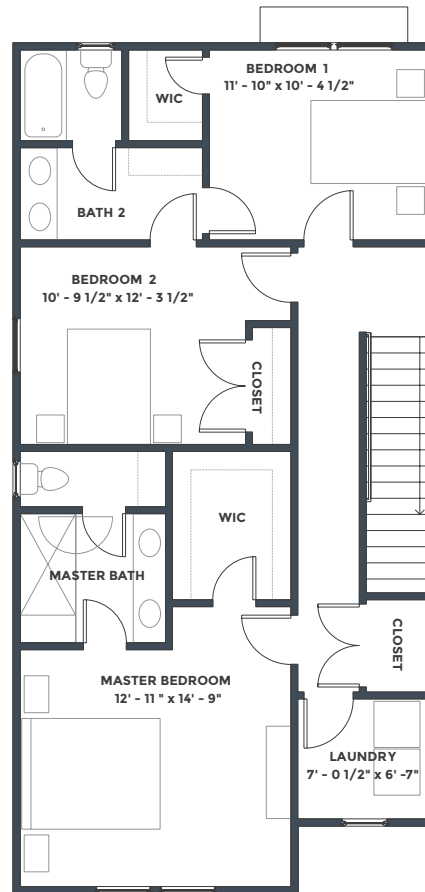 BEDROOM 1
11' - 10" x 10' - 4 1/2"
WIC
BATH 2
BEDROOM 2
10' - 9 1/2" x 12' - 3 1/2"
CLOSET
WIC
MASTER BATH
CLOSET
MASTER BEDROOM
12' - 11 " x 14' - 9"
LAUNDRY
7' - 0 1/2" x 6' -7"